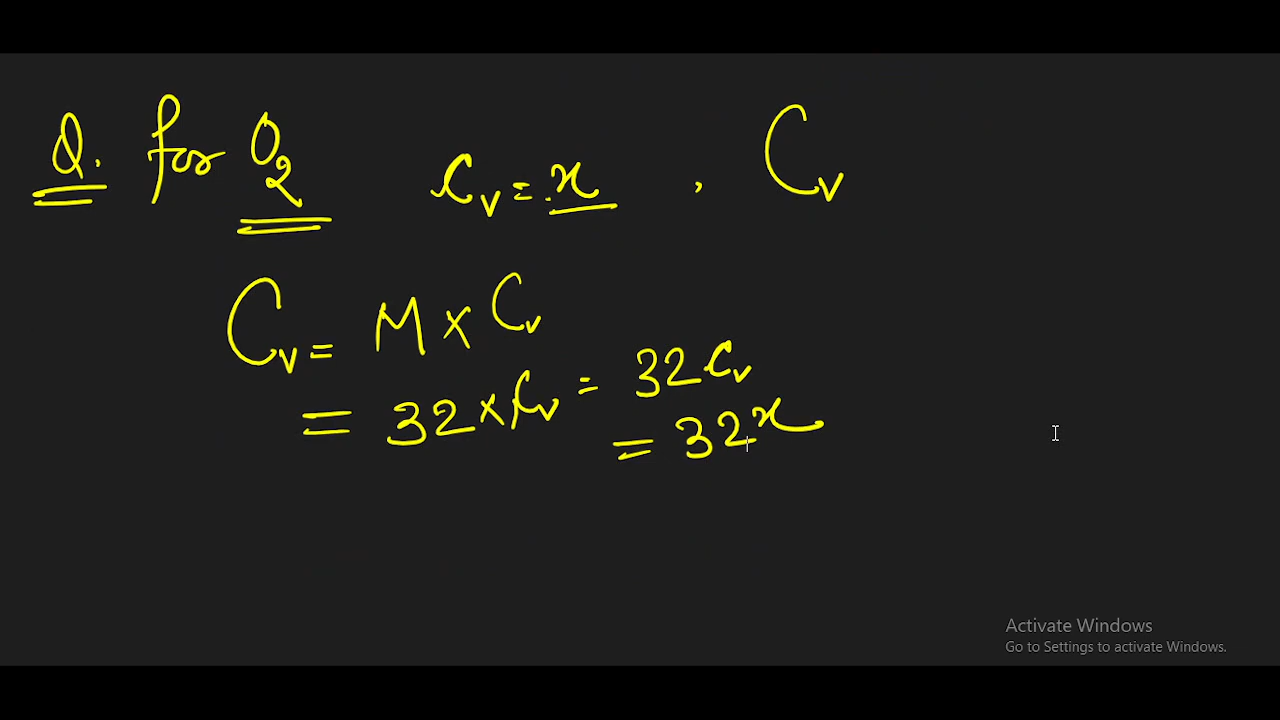 Q. for O2 Cv = x , Cv
Cv = M x Cv
= 32 x Cv = 32 Cv
= 32x
Activate Windows
Go to Settings to activate Windows.